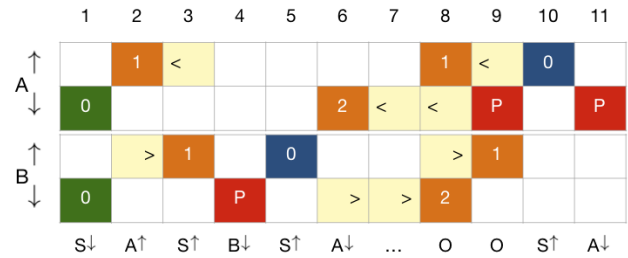 1 2 3 4 5 6 7 8 9 10 11
↑ 1 < 1 < 0
A
↓ 0 2 < < P P
↑ > 1 0 > 1
B
↓ 0 P > > 2
S↓ A↑ S↑ B↓ S↑ A↓ ... O O S↑ A↓